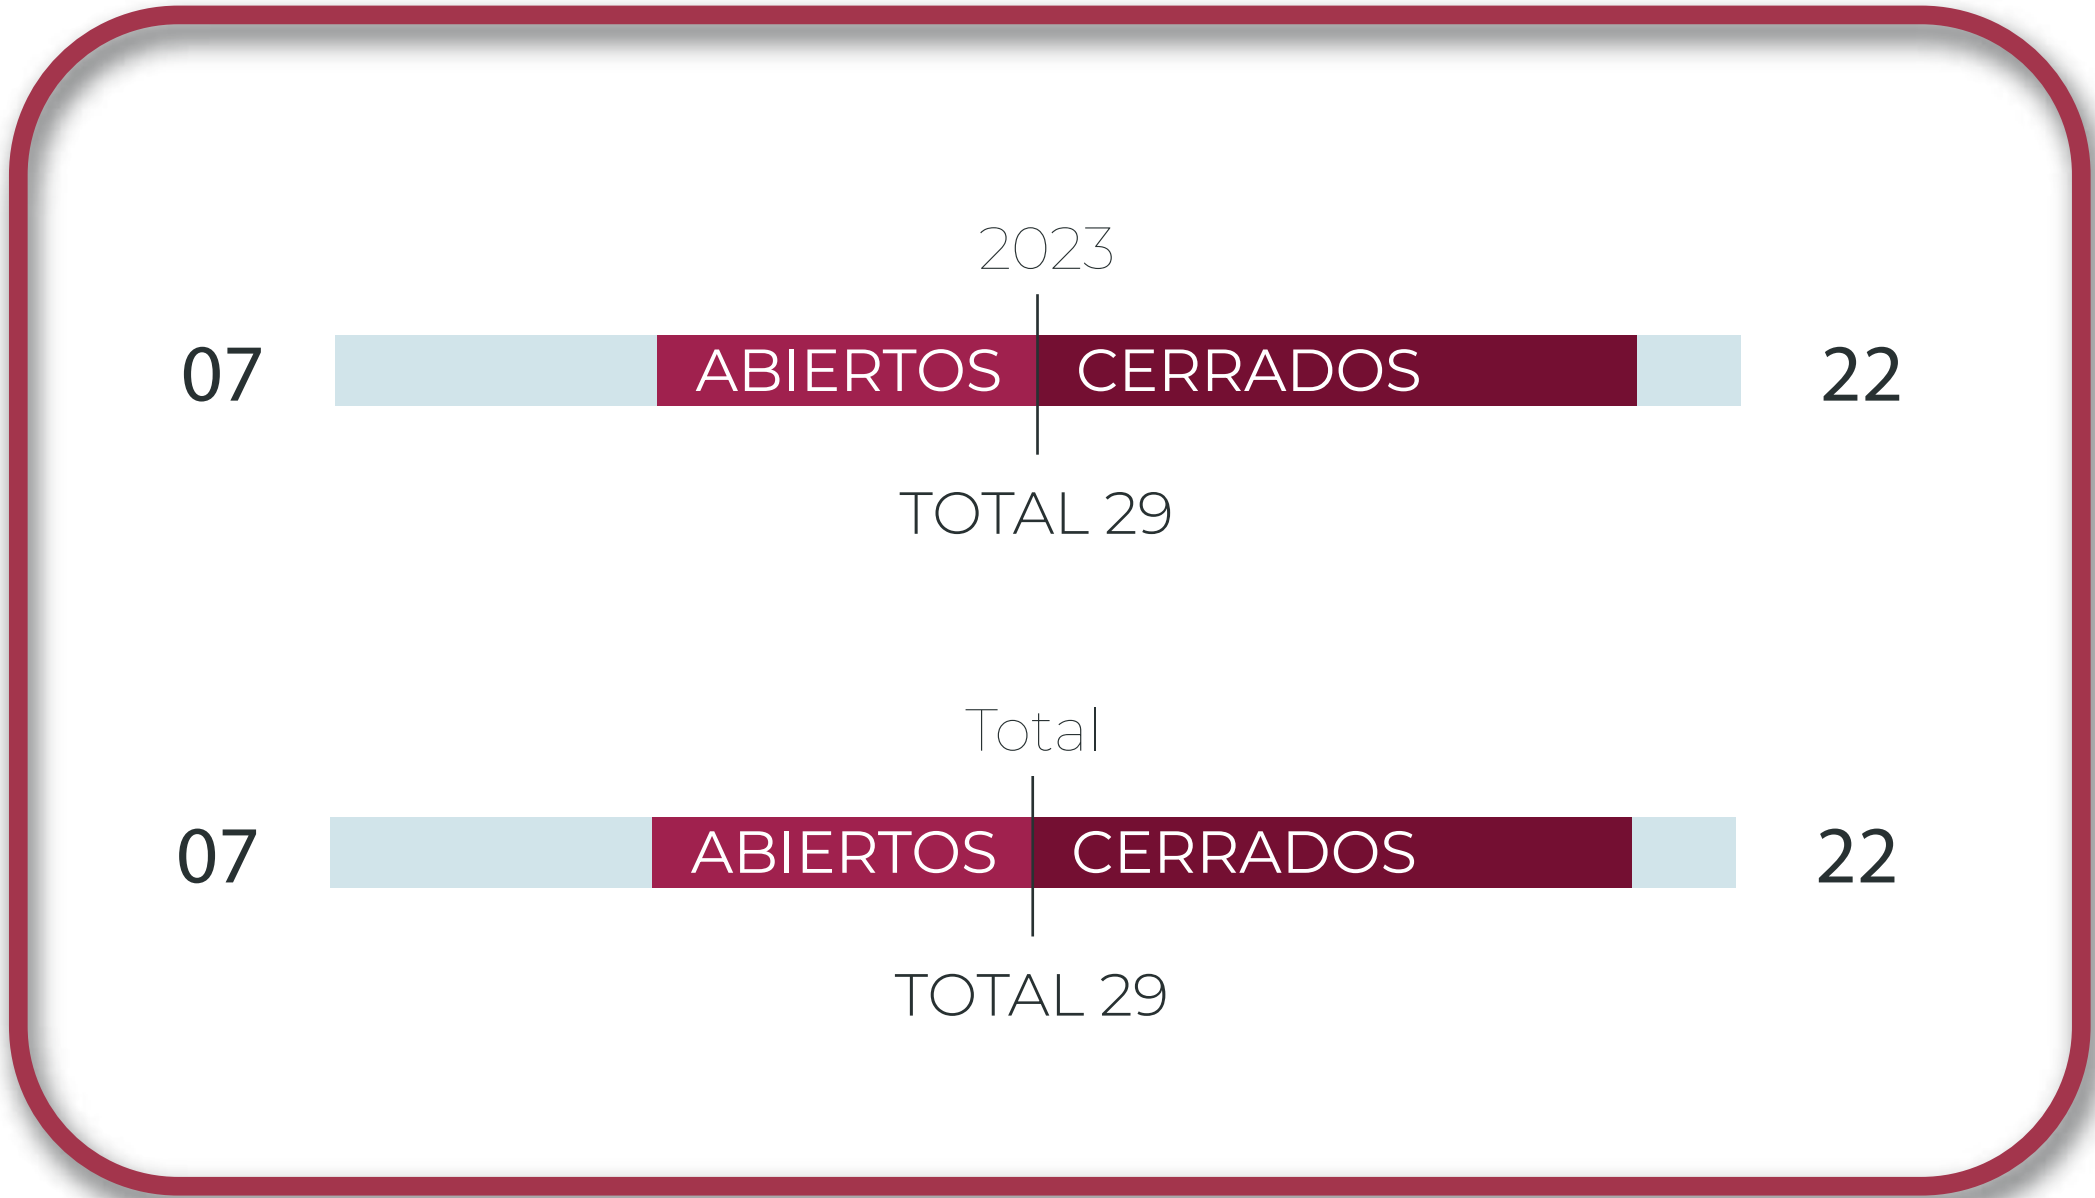 2023
07 ABIERTOS CERRADOS 22
TOTAL 29
Total
07 ABIERTOS CERRADOS 22
TOTAL 29